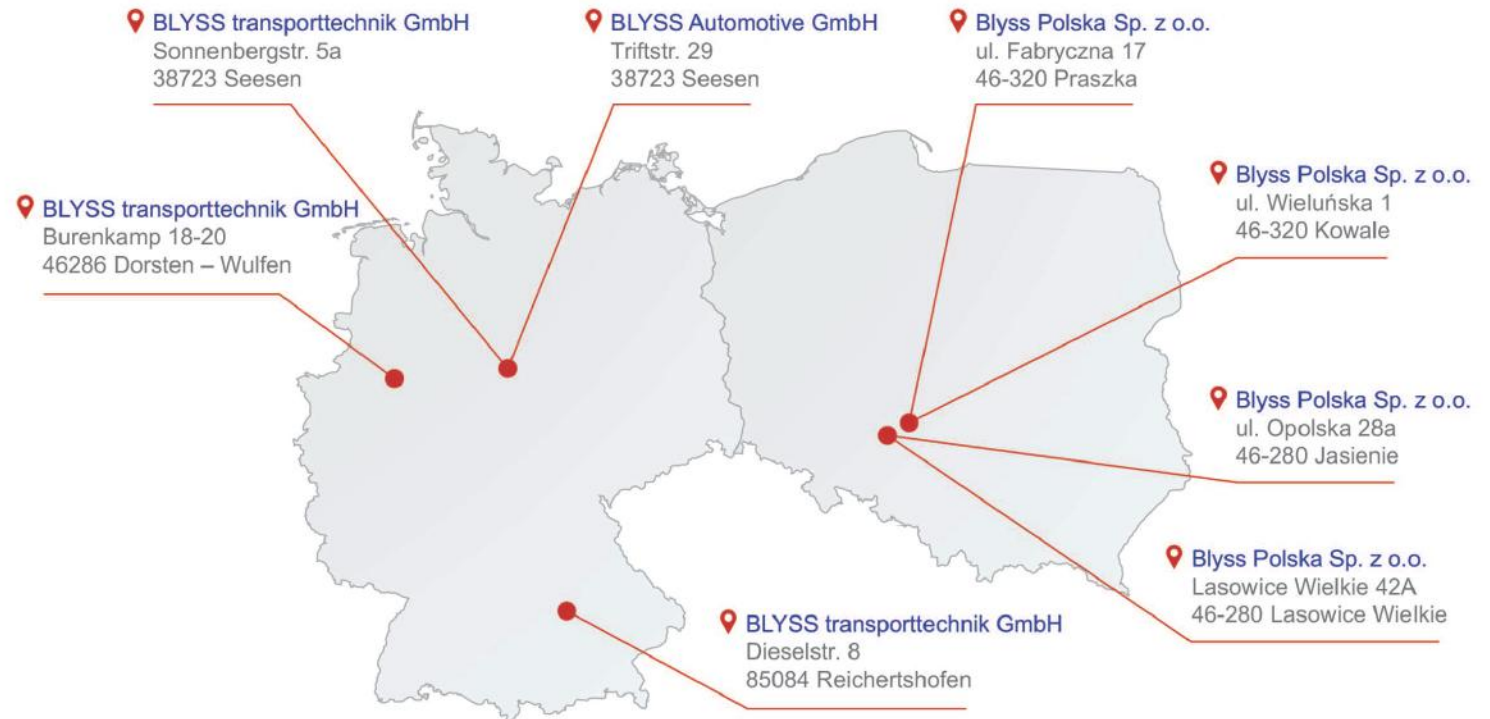 BLYSS transporttechnik GmbH
Sonnenbergstr. 5a
38723 Seesen
BLYSS Automotive GmbH
Triftstr. 29
38723 Seesen
Blyss Polska Sp. z o.o.
ul. Fabryczna 17
46-320 Praszka
Blyss Polska Sp. z o.o.
ul. Wieluńska 1
46-320 Kowale
BLYSS transporttechnik GmbH
Burenkamp 18-20
46286 Dorsten – Wulfen
Blyss Polska Sp. z o.o.
ul. Opolska 28a
46-280 Jasienie
Blyss Polska Sp. z o.o.
Lasowice Wielkie 42A
46-280 Lasowice Wielkie
BLYSS transporttechnik GmbH
Dieselstr. 8
85084 Reichertshofen